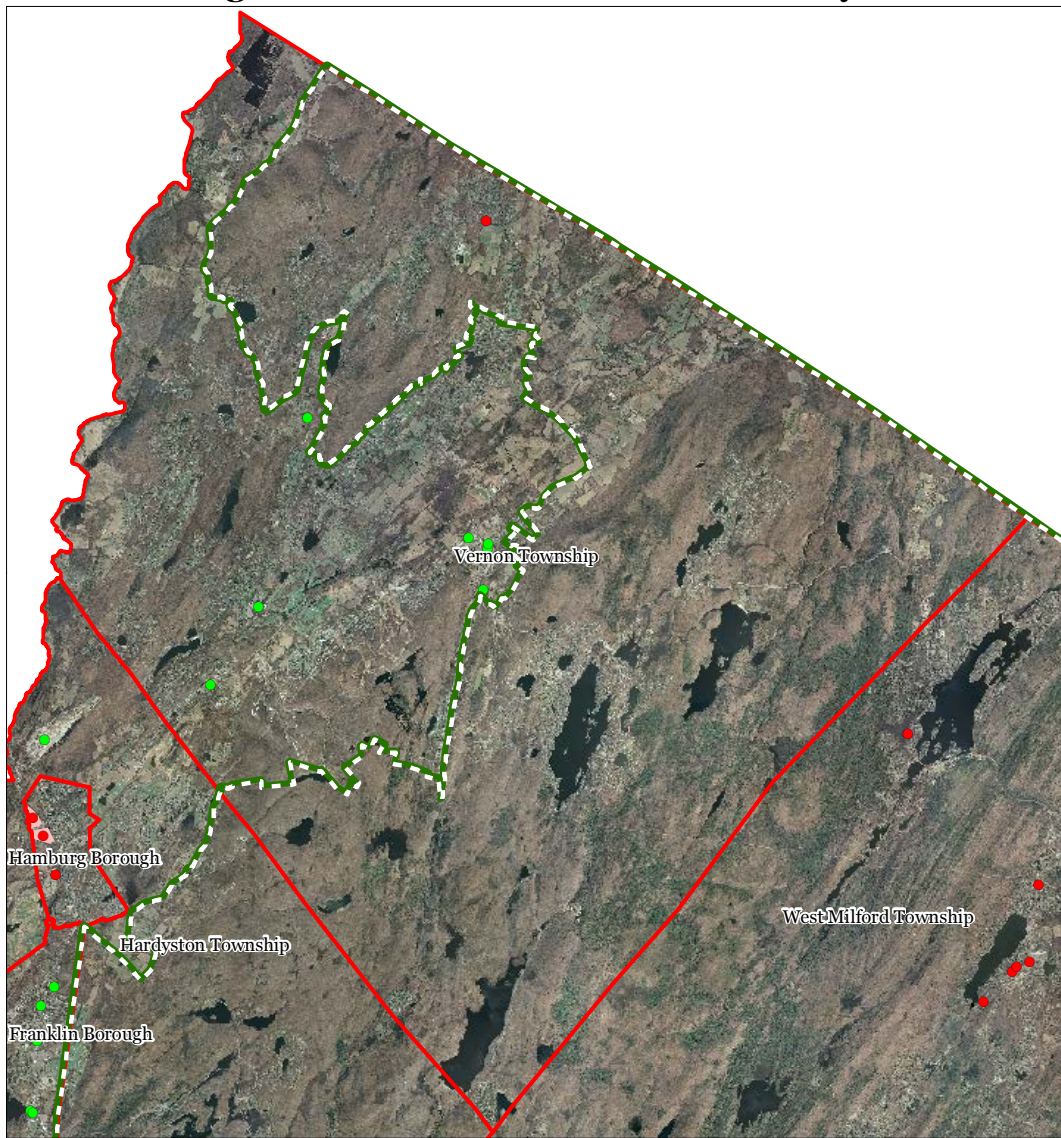 Vernon Township
Hamburg Borough
West Milford Township
Hardyston Township
Franklin Borough